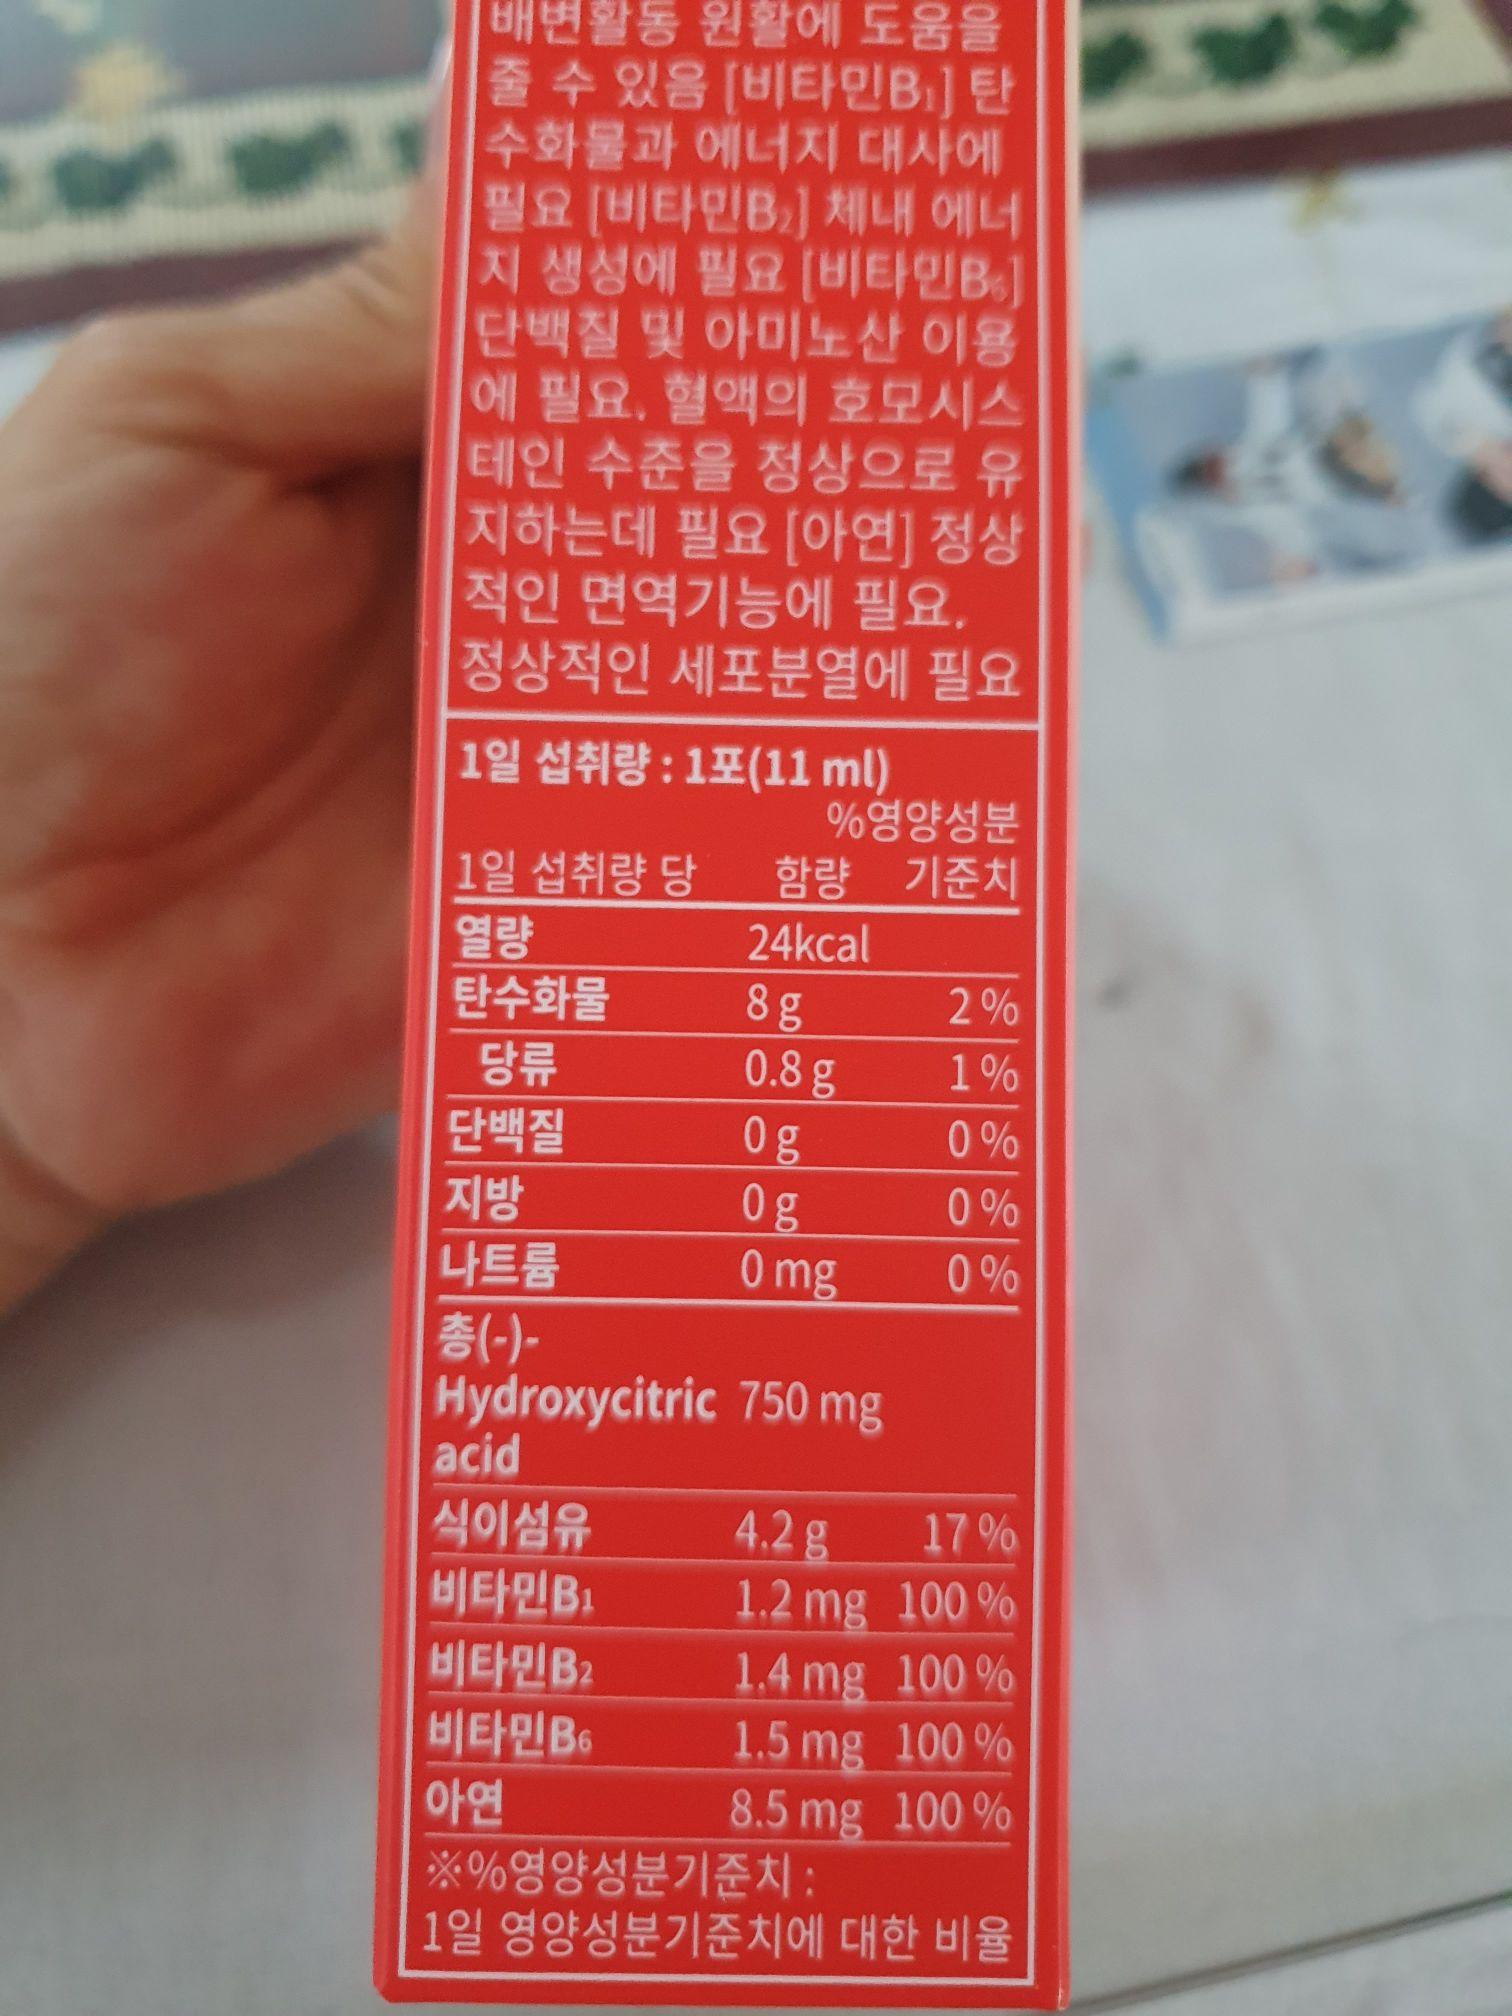 배변활동 원활에 도움을
줄 수 있음 [비타민B₁] 탄
수화물과 에너지 대사에
필요 [비타민B₂] 체내 에너
지 생성에 필요 [비타민B₆]
단백질 및 아미노산 이용
에 필요. 혈액의 호모시스
테인 수준을 정상으로 유
지하는데 필요 [아연] 정상
적인 면역기능에 필요.
정상적인 세포분열에 필요
1일 섭취량 : 1포(11 ml)
%영양성분
1일 섭취량 당 함량 기준치
열량 24kcal
탄수화물 8 g 2 %
당류 0.8 g 1 %
단백질 0 g 0 %
지방 0 g 0 %
나트륨 0 mg 0 %
총(-)-
Hydroxycitric 750 mg
acid
식이섬유 4.2 g 17 %
비타민B₁ 1.2 mg 100 %
비타민B₂ 1.4 mg 100 %
비타민B₆ 1.5 mg 100 %
아연 8.5 mg 100 %
※%영양성분기준치 :
1일 영양성분기준치에 대한 비율